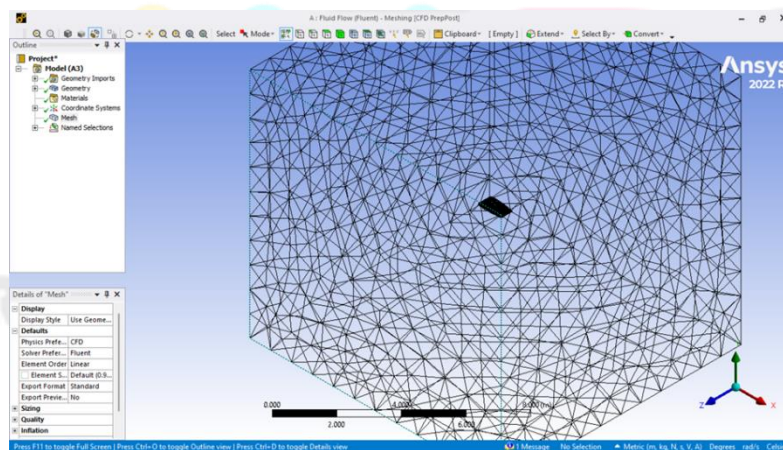 A : Fluid Flow (Fluent) - Meshing [CFD PrepPost]
Select Mode Clipboard [ Empty ] Extend Select By Convert
Outline
Project*
Model (A3)
Geometry Imports
Geometry
Materials
Coordinate Systems
Mesh
Named Selections
Ansys
2022 R
Details of "Mesh"
Display
Display Style Use Geome...
Defaults
Physics Prefe... CFD
Solver Prefer... Fluent
Element Order Linear
Element S... Default (0.9...
Export Format Standard
Export Previe... No
Sizing
Quality
Inflation
0.000 4.000
2.000 6.000
Z X
Press F11 to toggle Full Screen | Press Ctrl+O to toggle Outline view | Press Ctrl+D to toggle Details view 1 Message No Selection Metric (m, kg, N, s, V, A) Degrees rad/s Cels